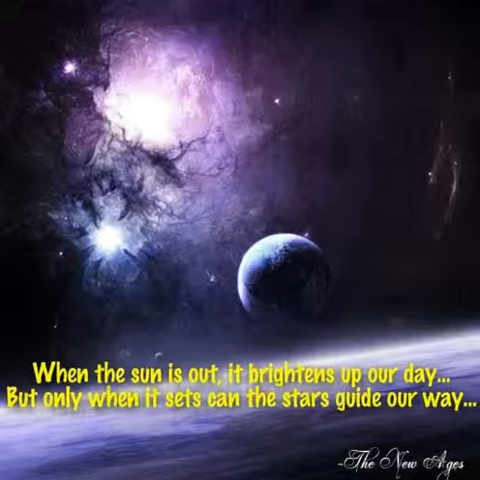 When the sun is out, it brightens up our day...
But only when it sets can the stars guide our way...
~The New Ages